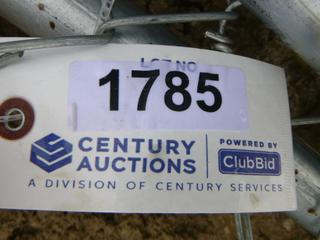 LOT NO
1785
CENTURY
AUCTIONS
POWERED BY
ClubBid
A DIVISION OF CENTURY SERVICES